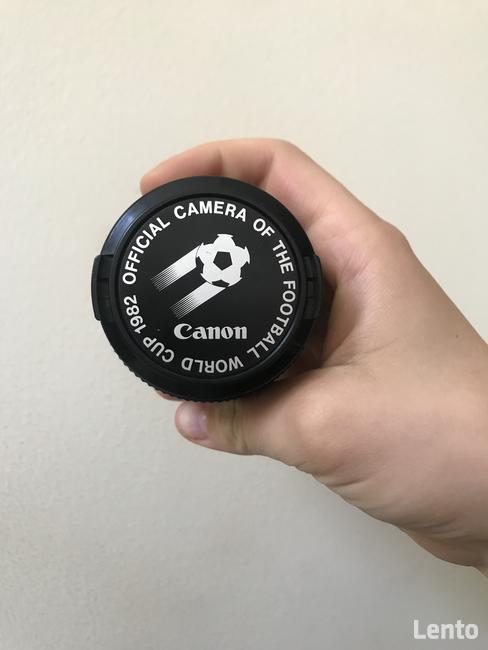 OFFICIAL CAMERA OF THE FOOTBALL WORLD CUP 1982
Canon
Lento